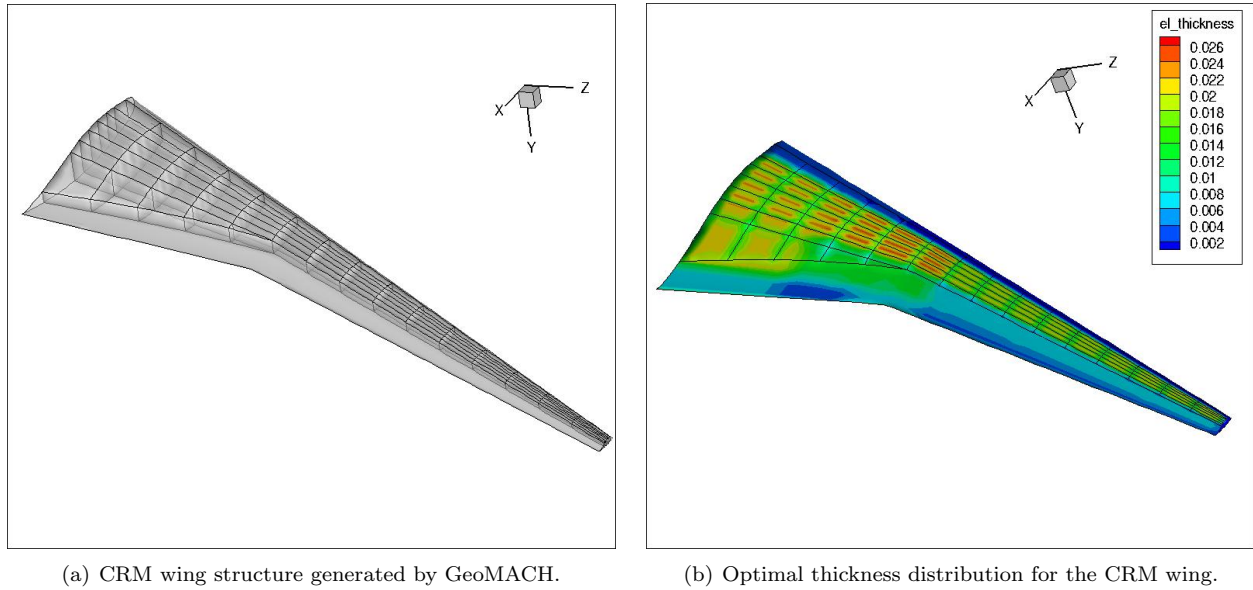 Z
X
Y
el_thickness
0.026
0.024
0.022
0.02
0.018
0.016
0.014
0.012
0.01
0.008
0.006
0.004
0.002
Z
X
Y
(a) CRM wing structure generated by GeoMACH.
(b) Optimal thickness distribution for the CRM wing.